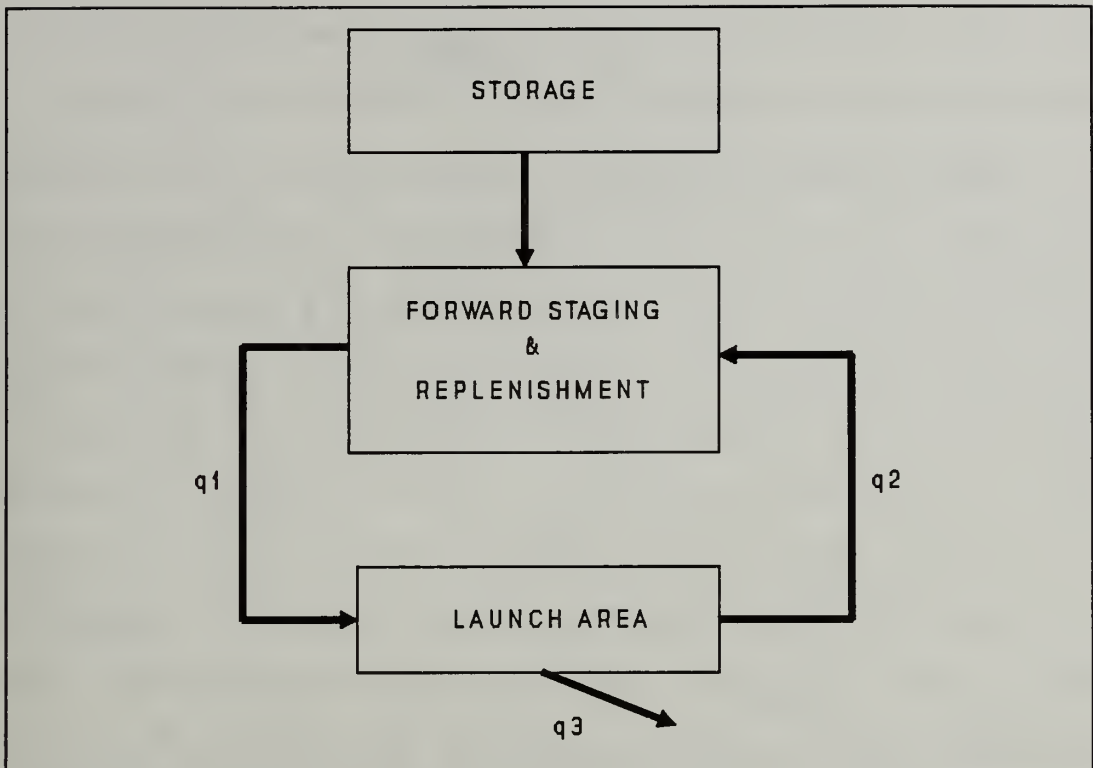 STORAGE
FORWARD STAGING
&
REPLENISHMENT
q1
q2
LAUNCH AREA
q3